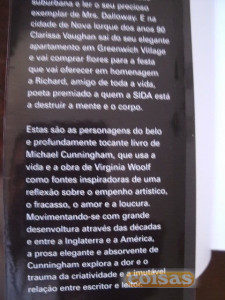 suburbana e ler o seu precioso
exemplar de Mrs. Dalloway. E na
cidade de Nova Iorque dos anos 90
Clarissa Vaughan sai do seu elegante
apartamento em Greenwich Village
e vai comprar flores para a festa
que vai oferecer em homenagem
a Richard, amigo de toda a vida,
poeta premiado a quem a SIDA está
a destruir a mente e o corpo.
Estas são as personagens do belo
e profundamente tocante livro de
Michael Cunningham, que usa a
vida e a obra de Virginia Woolf
como fontes inspiradoras de uma
reflexão sobre o empenho artístico,
o fracasso, o amor e a loucura.
Movimentando-se com grande
desenvoltura através das décadas
e entre a Inglaterra e a América,
a prosa elegante e absorvente de
Cunningham explora a dor e o
trauma da criatividade e a imutável
relação entre escritor e leitor.
coisas